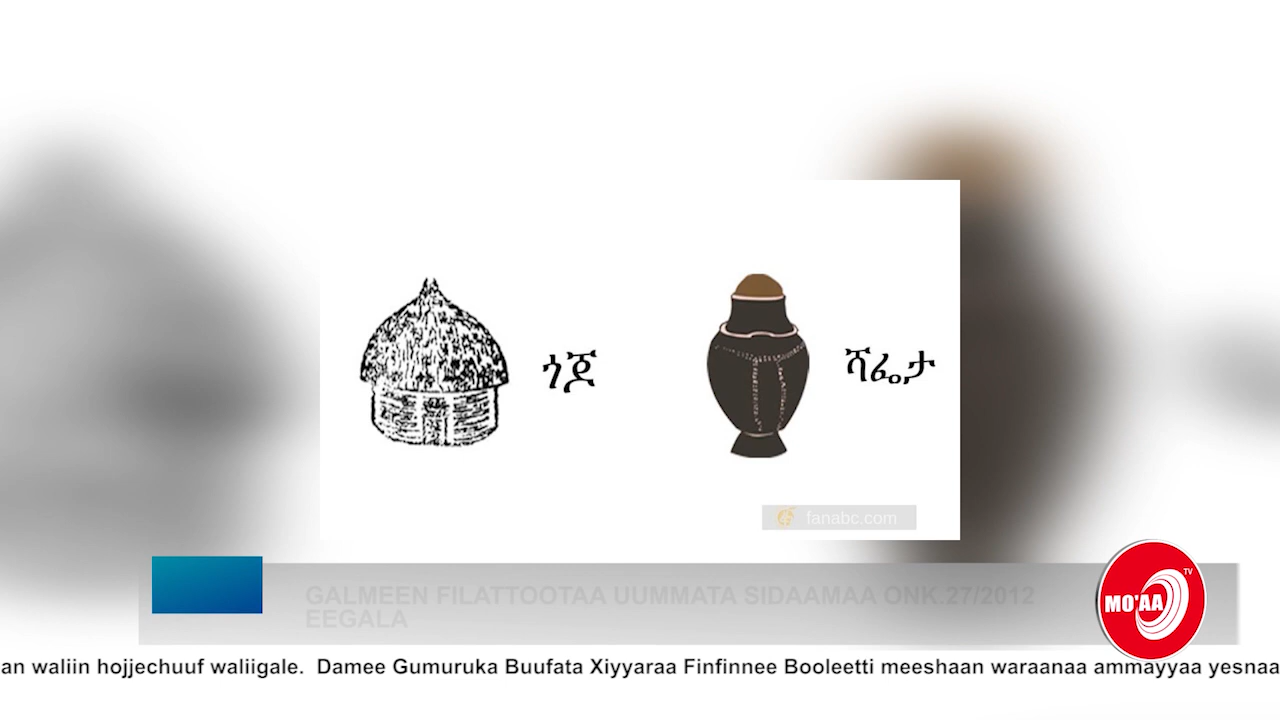 ጎጆ
ሻፌታ
fanabc.com
GALMEEN FILATTOOTAA UUMMATA SIDAAMAA ONK.27/2012
EEGALA
MO'AA TV
an waliin hojjechuuf waliigale. Damee Gumuruka Buufata Xiyyaraa Finfinnee Booleetti meeshaan waraanaa ammayyaa yesnaa